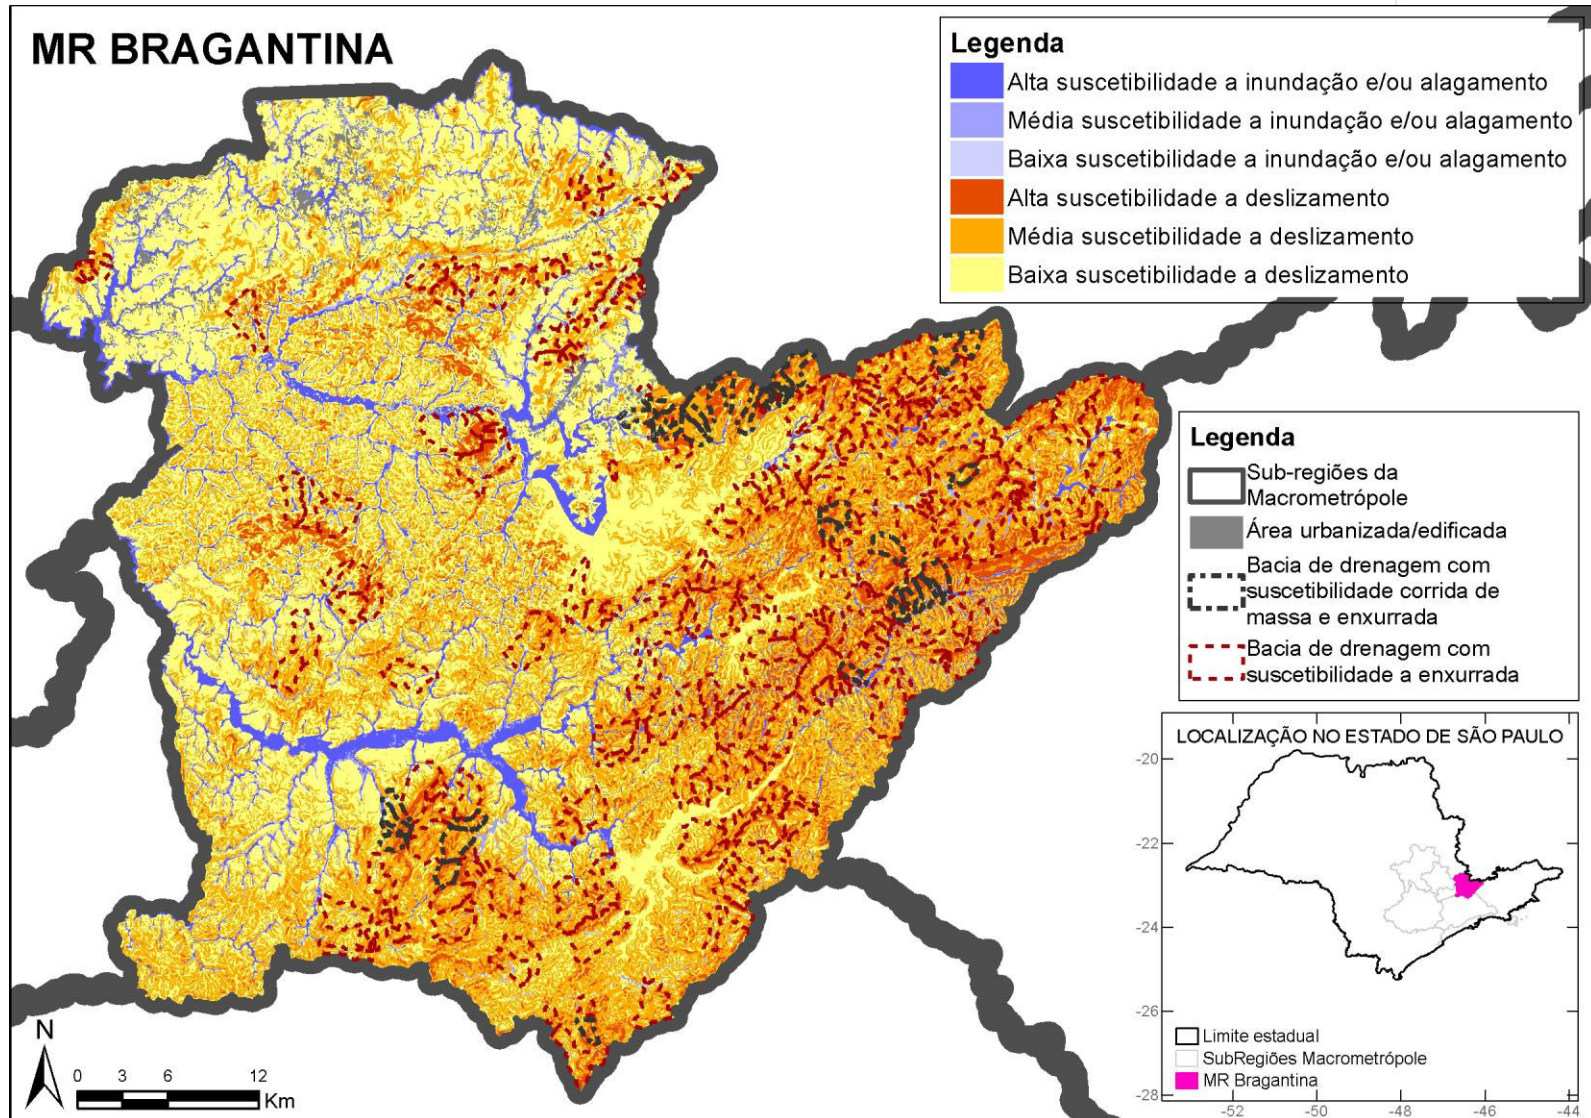 MR BRAGANTINA
Legenda
Alta suscetibilidade a inundação e/ou alagamento
Média suscetibilidade a inundação e/ou alagamento
Baixa suscetibilidade a inundação e/ou alagamento
Alta suscetibilidade a deslizamento
Média suscetibilidade a deslizamento
Baixa suscetibilidade a deslizamento
Legenda
Sub-regiões da
Macrometrópole
Área urbanizada/edificada
Bacia de drenagem com
suscetibilidade corrida de
massa e enxurrada
Bacia de drenagem com
suscetibilidade a enxurrada
LOCALIZAÇÃO NO ESTADO DE SÃO PAULO
-20
-22
-24
-26
-28
Limite estadual
SubRegiões Macrometrópole
MR Bragantina
-52 -50 -48 -46 -44
N
0 3 6 12
Km